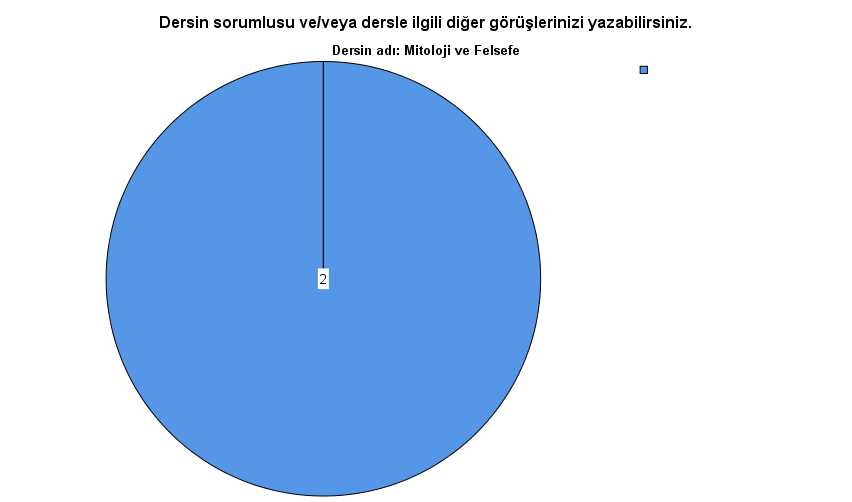 Dersin sorumlusu ve/veya dersle ilgili diğer görüşlerinizi yazabilirsiniz.
Dersin adı: Mitoloji ve Felsefe
2